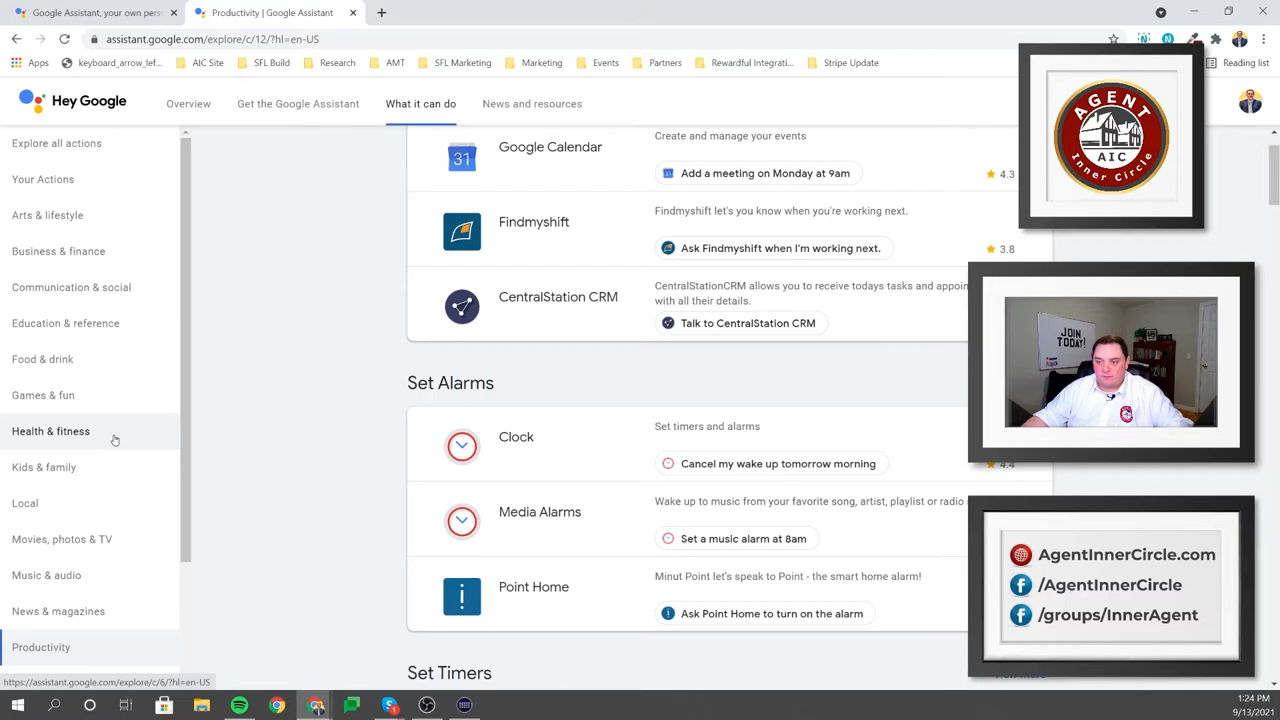 Google Assistant, your own pers
Productivity | Google Assistant
assistant.google.com/explore/c/12/?hl=en-US
Apps
keyboard_arrow_lef...
AIC Site
SFL Build
Research
AMT
SFL Marketing
Marketing
Events
Partners
Rewardful Integrati...
Stripe Update
Reading list
Hey Google
Overview
Get the Google Assistant
What it can do
News and resources
Explore all actions
Your Actions
Arts & lifestyle
Business & finance
Communication & social
Education & reference
Food & drink
Games & fun
Health & fitness
Kids & family
Local
Movies, photos & TV
Music & audio
News & magazines
Productivity
https://assistant.google.com/explore/c/6/?hl=en-US
31
Google Calendar
Create and manage your events
31
Add a meeting on Monday at 9am
4.3
Findmyshift
Findmyshift let's you know when you're working next.
Ask Findmyshift when I'm working next.
3.8
CentralStation CRM
CentralStationCRM allows you to receive todays tasks and appoin
with all their details.
Talk to CentralStation CRM
Set Alarms
Clock
Set timers and alarms
Cancel my wake up tomorrow morning
4.4
Media Alarms
Wake up to music from your favorite song, artist, playlist or radio
Set a music alarm at 8am
Point Home
Minut Point let's speak to Point - the smart home alarm!
Ask Point Home to turn on the alarm
Set Timers
AGENT
AIC
Inner Circle
JOIN
TODAY!
AgentInnerCircle.com
/AgentInnerCircle
/groups/InnerAgent
1:24 PM
9/13/2021